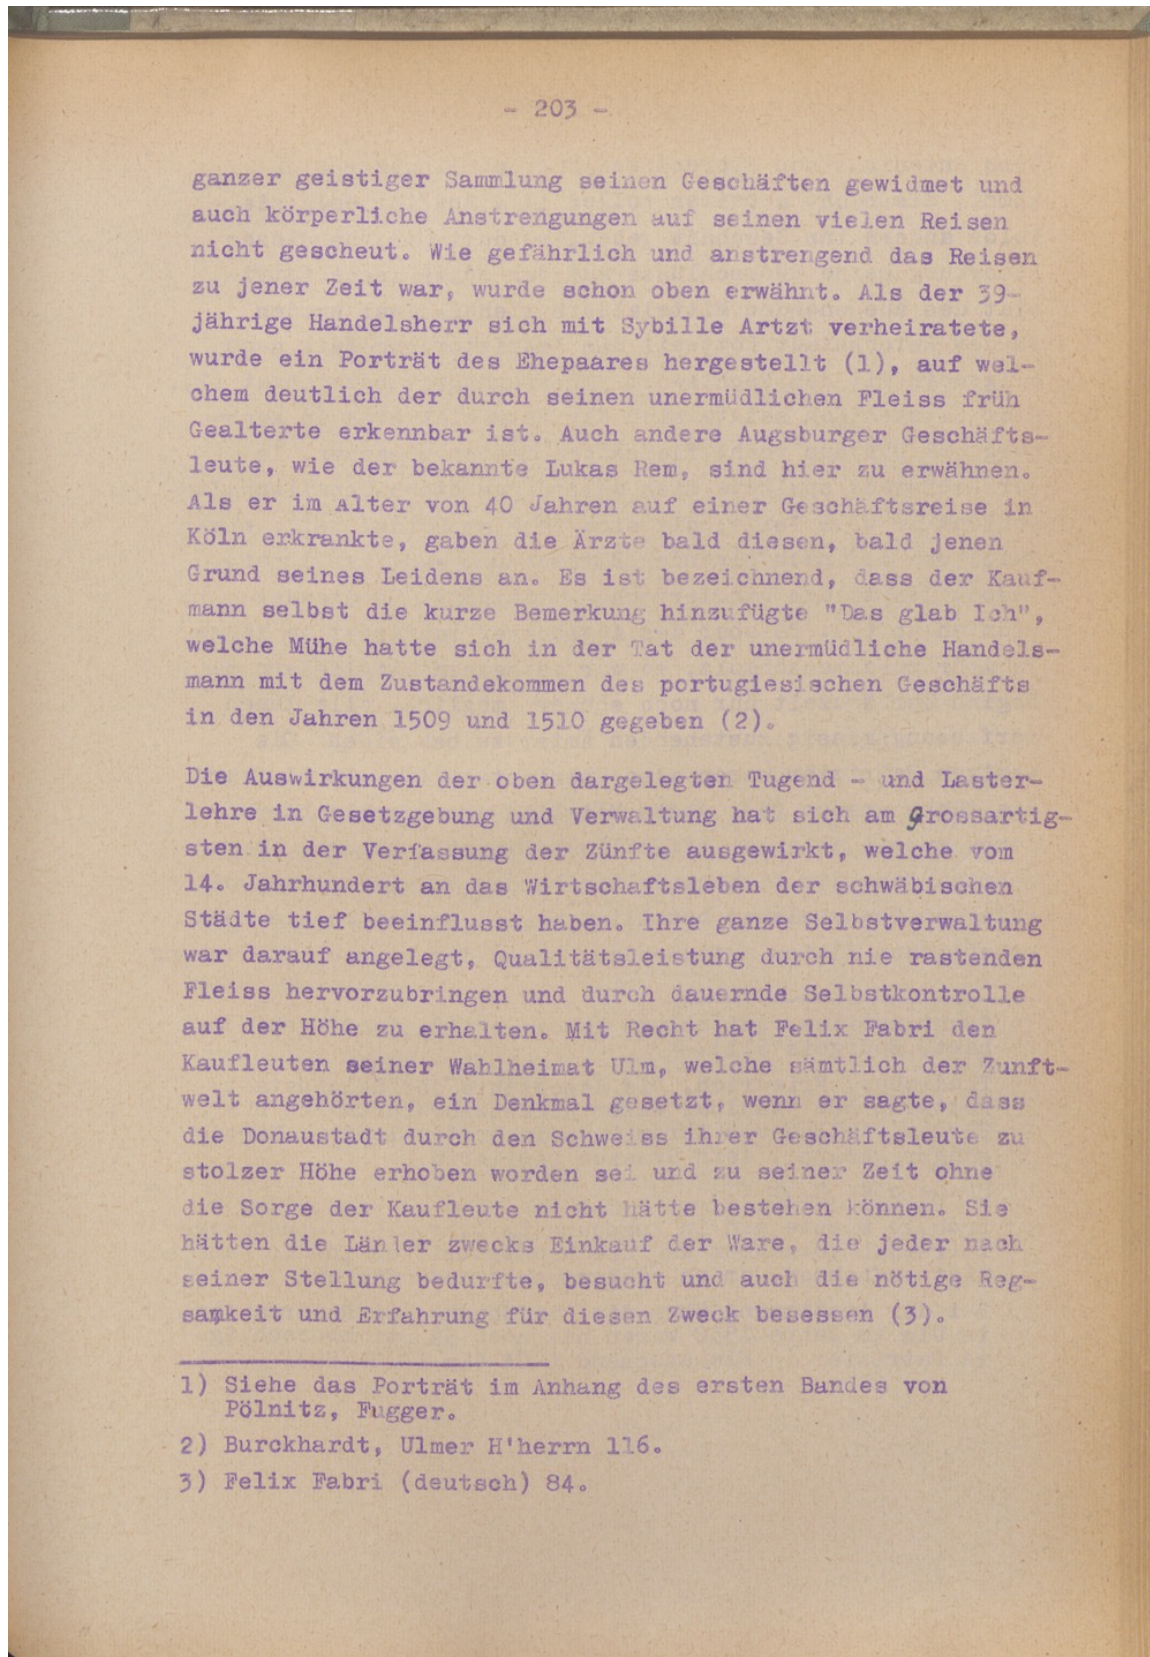 - 203 -
ganzer geistiger Sammlung seinen Geschäften gewidmet und
auch körperliche Anstrengungen auf seinen vielen Reisen
nicht gescheut. Wie gefährlich und anstrengend das Reisen
zu jener Zeit war, wurde schon oben erwähnt. Als der 39-
jährige Handelsherr sich mit Sybille Artzt verheiratete,
wurde ein Porträt des Ehepaares hergestellt (1), auf wel-
chem deutlich der durch seinen unermüdlichen Fleiss früh
Gealterte erkennbar ist. Auch andere Augsburger Geschäfts-
leute, wie der bekannte Lukas Rem, sind hier zu erwähnen.
Als er im Alter von 40 Jahren auf einer Geschäftsreise in
Köln erkrankte, gaben die Ärzte bald diesen, bald jenen
Grund seines Leidens an. Es ist bezeichnend, dass der Kauf-
mann selbst die kurze Bemerkung hinzufügte "Das glab Ich",
welche Mühe hatte sich in der Tat der unermüdliche Handels-
mann mit dem Zustandekommen des portugiesischen Geschäfts
in den Jahren 1509 und 1510 gegeben (2).
Die Auswirkungen der oben dargelegten Tugend - und Laster-
lehre in Gesetzgebung und Verwaltung hat sich am grossartig-
sten in der Verfassung der Zünfte ausgewirkt, welche vom
14. Jahrhundert an das Wirtschaftsleben der schwäbischen
Städte tief beeinflusst haben. Ihre ganze Selbstverwaltung
war darauf angelegt, Qualitätsleistung durch nie rastenden
Fleiss hervorzubringen und durch dauernde Selbstkontrolle
auf der Höhe zu erhalten. Mit Recht hat Felix Fabri den
Kaufleuten seiner Wahlheimat Ulm, welche sämtlich der Zunft-
welt angehörten, ein Denkmal gesetzt, wenn er sagte, dass
die Donaustadt durch den Schweiss ihrer Geschäftsleute zu
stolzer Höhe erhoben worden sei und zu seiner Zeit ohne
die Sorge der Kaufleute nicht hätte bestehen können. Sie
hätten die Länler zwecks Einkauf der Ware, die jeder nach
seiner Stellung bedurfte, besucht und auch die nötige Reg-
samkeit und Erfahrung für diesen Zweck besessen (3).
1) Siehe das Porträt im Anhang des ersten Bandes von
Pölnitz, Fugger.
2) Burckhardt, Ulmer H'herrn 116.
3) Felix Fabri (deutsch) 84.